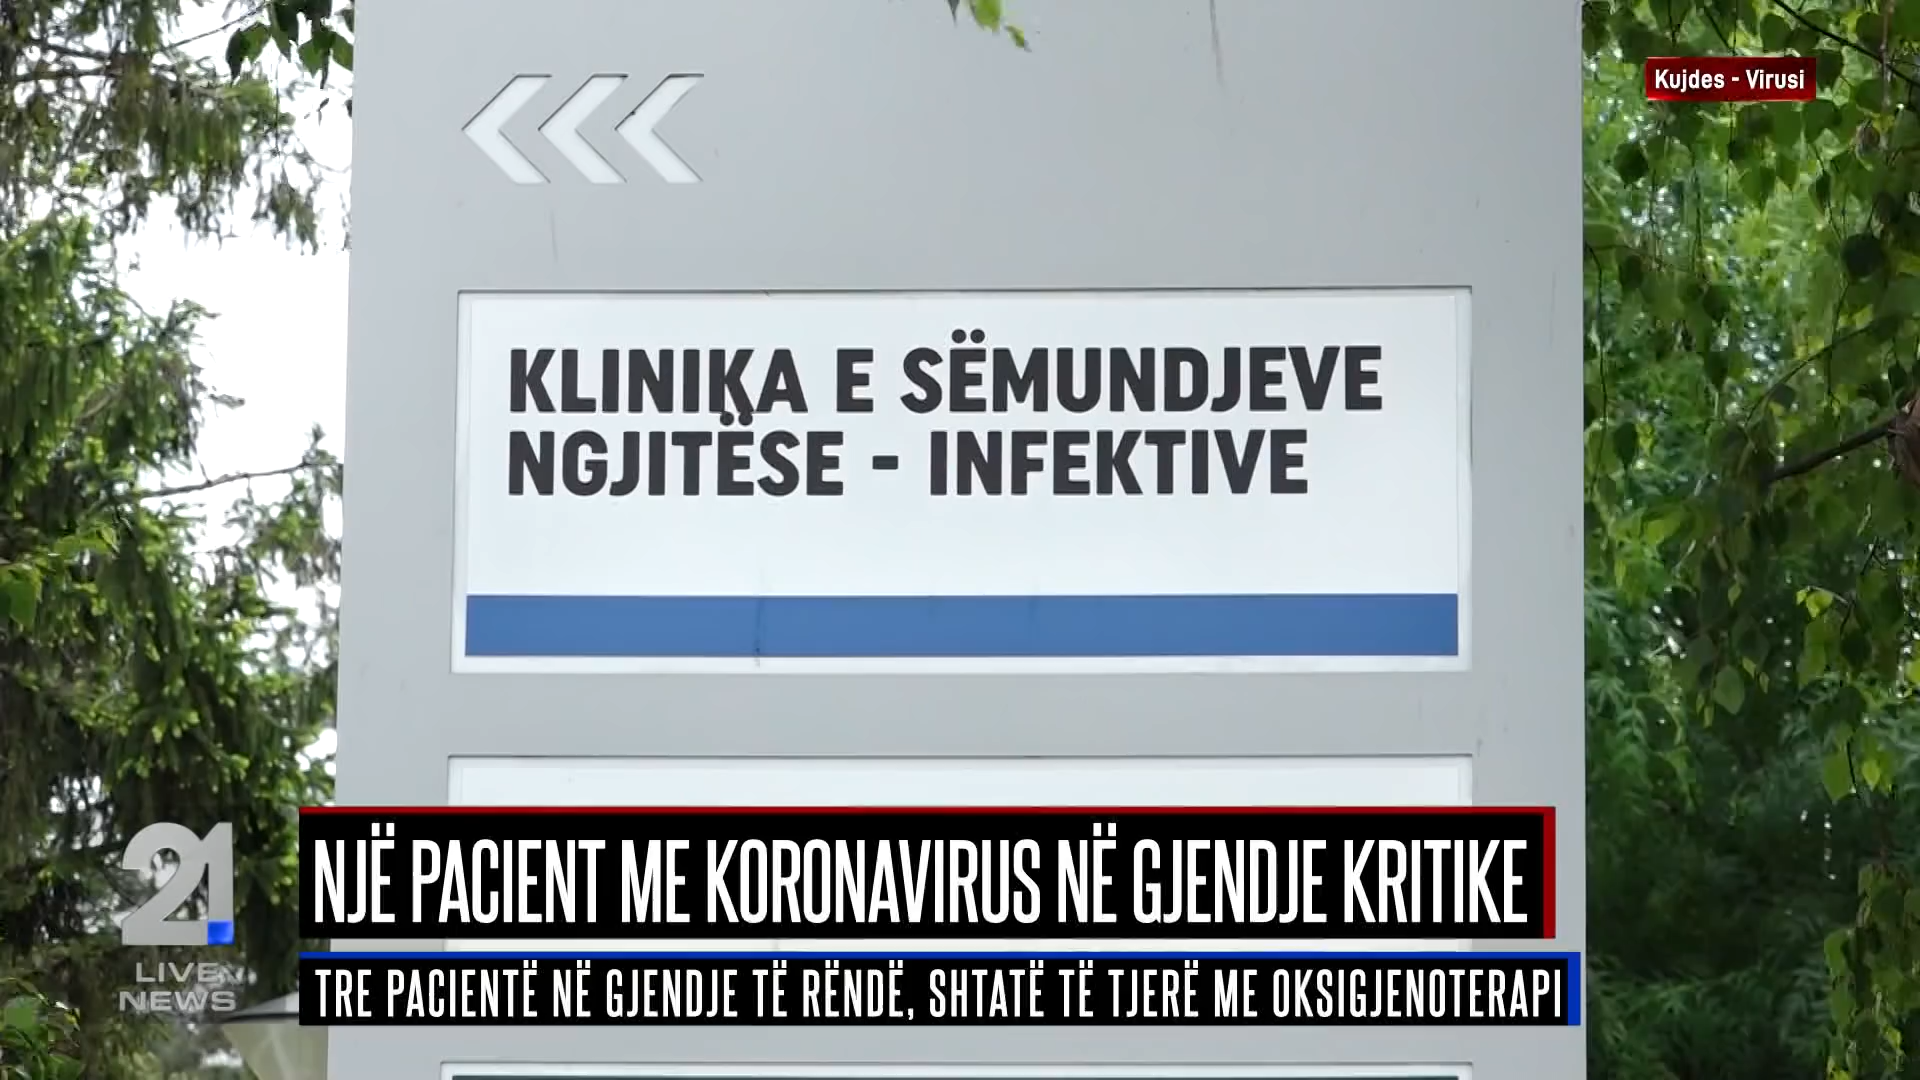 Kujdes - Virusi
KLINIKA E SËMUNDJEVE
NGJITËSE - INFEKTIVE
NJË PACIENT ME KORONAVIRUS NË GJENDJE KRITIKE
TRE PACIENTË NË GJENDJE TË RËNDË, SHTATË TË TJERË ME OKSIGJENOTERAPI
21
LIVE
NEWS